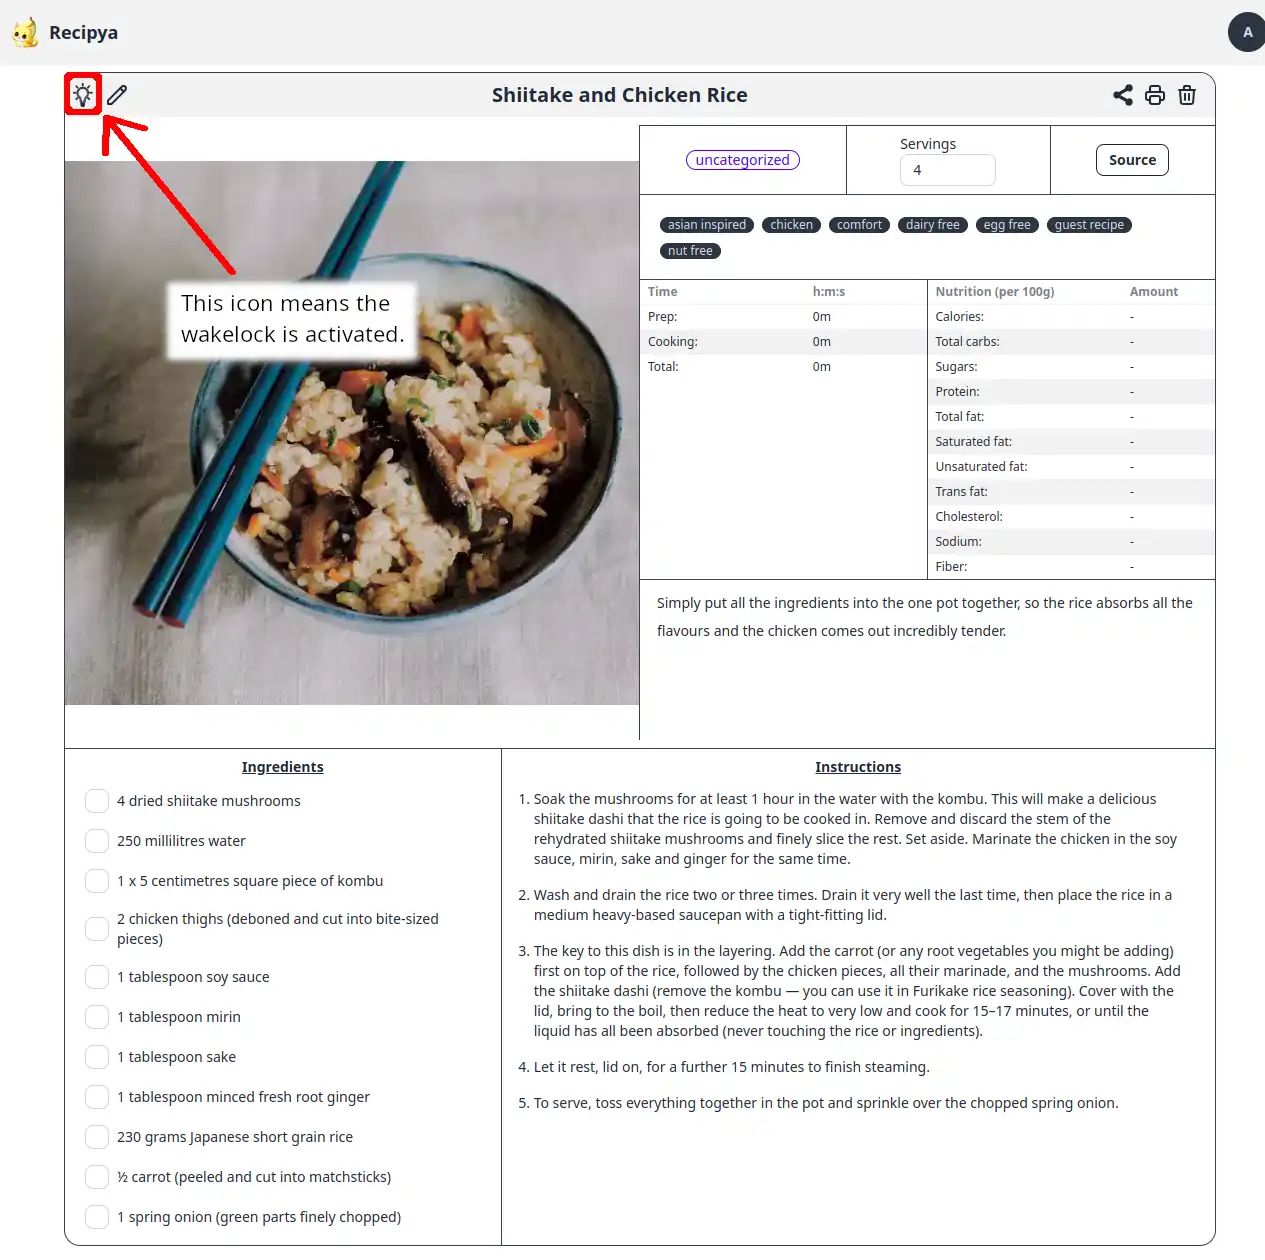 Recipya
A
Shiitake and Chicken Rice
This icon means the
wakelock is activated.
uncategorized
Servings
4
Source
asian inspired chicken comfort dairy free egg free guest recipe
nut free
Time h:m:s
Prep: 0m
Cooking: 0m
Total: 0m
Nutrition (per 100g) Amount
Calories: -
Total carbs: -
Sugars: -
Protein: -
Total fat: -
Saturated fat: -
Unsaturated fat: -
Trans fat: -
Cholesterol: -
Sodium: -
Fiber: -
Simply put all the ingredients into the one pot together, so the rice absorbs all the
flavours and the chicken comes out incredibly tender.
Ingredients
4 dried shiitake mushrooms
250 millilitres water
1 x 5 centimetres square piece of kombu
2 chicken thighs (deboned and cut into bite-sized
pieces)
1 tablespoon soy sauce
1 tablespoon mirin
1 tablespoon sake
1 tablespoon minced fresh root ginger
230 grams Japanese short grain rice
½ carrot (peeled and cut into matchsticks)
1 spring onion (green parts finely chopped)
Instructions
1. Soak the mushrooms for at least 1 hour in the water with the kombu. This will make a delicious
shiitake dashi that the rice is going to be cooked in. Remove and discard the stem of the
rehydrated shiitake mushrooms and finely slice the rest. Set aside. Marinate the chicken in the soy
sauce, mirin, sake and ginger for the same time.
2. Wash and drain the rice two or three times. Drain it very well the last time, then place the rice in a
medium heavy-based saucepan with a tight-fitting lid.
3. The key to this dish is in the layering. Add the carrot (or any root vegetables you might be adding)
first on top of the rice, followed by the chicken pieces, all their marinade, and the mushrooms. Add
the shiitake dashi (remove the kombu — you can use it in Furikake rice seasoning). Cover with the
lid, bring to the boil, then reduce the heat to very low and cook for 15–17 minutes, or until the
liquid has all been absorbed (never touching the rice or ingredients).
4. Let it rest, lid on, for a further 15 minutes to finish steaming.
5. To serve, toss everything together in the pot and sprinkle over the chopped spring onion.